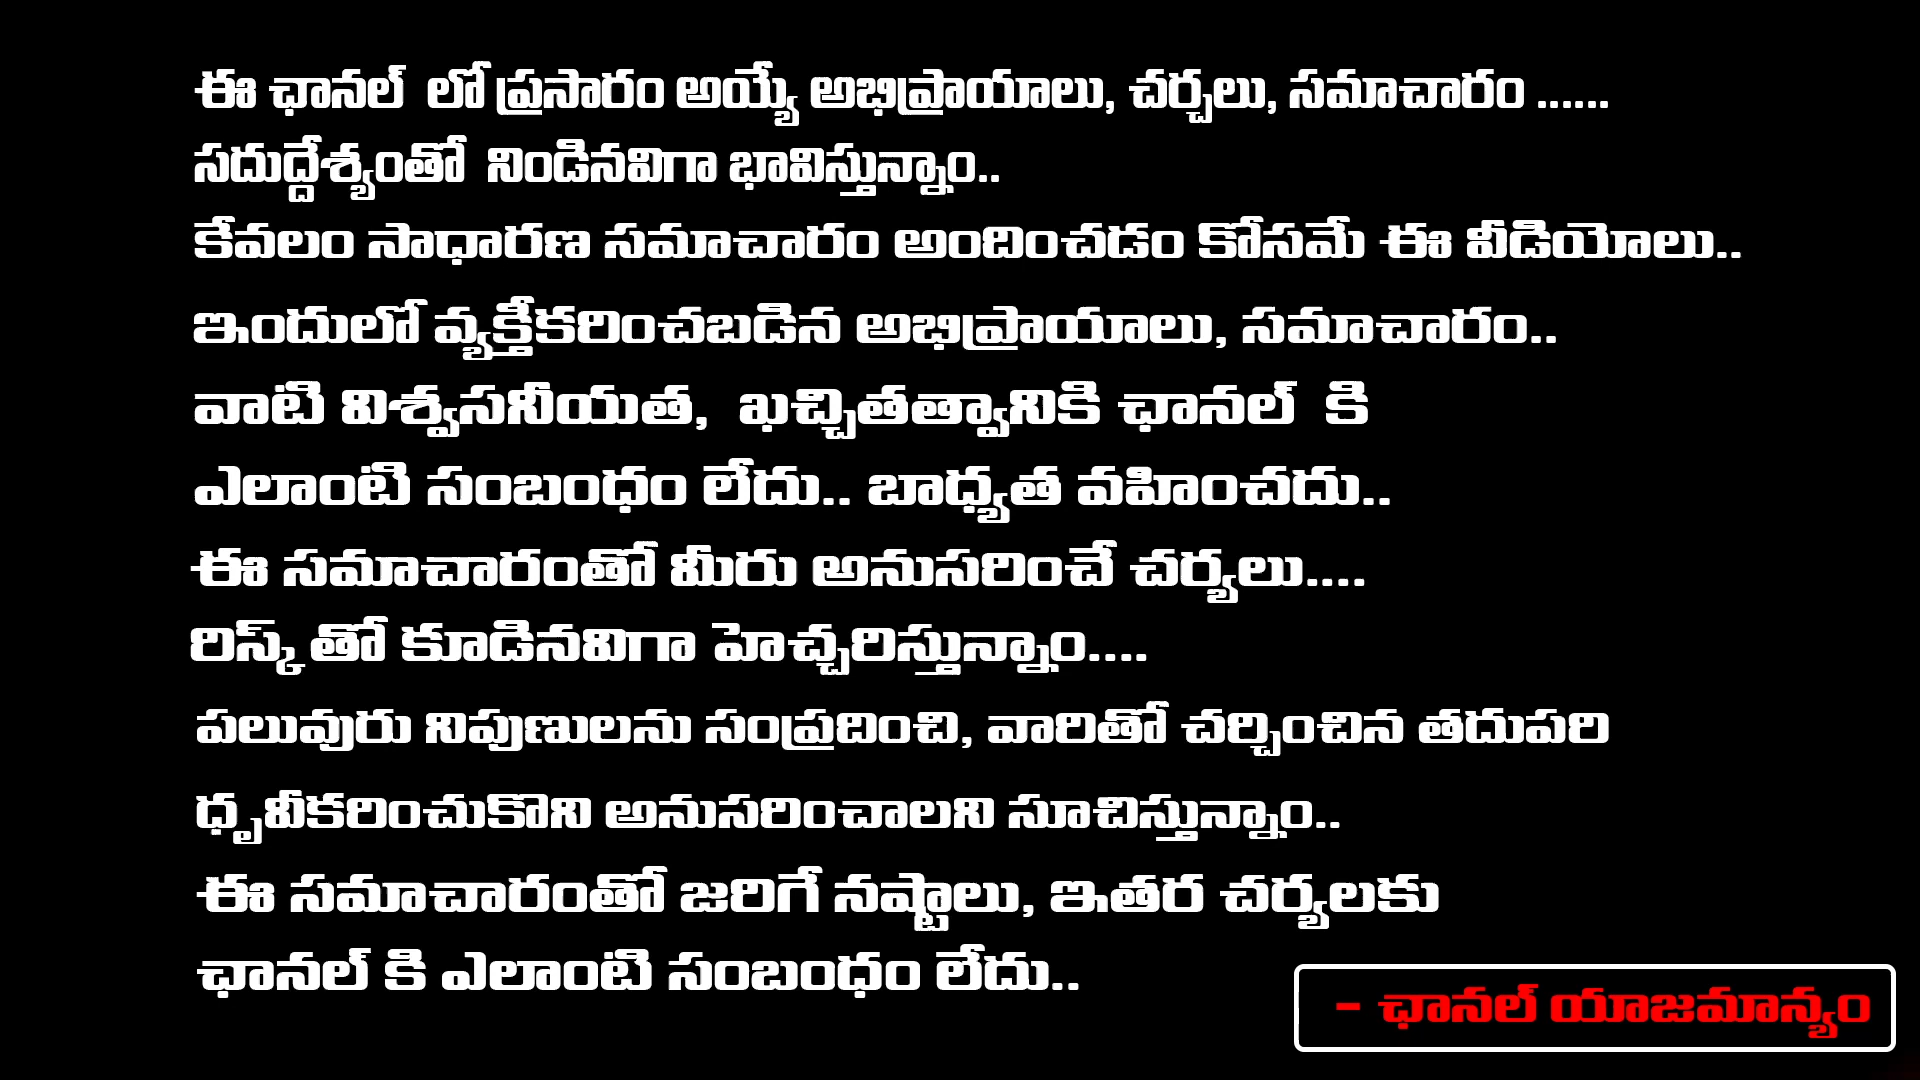 ఈ ఛానల్ లో ప్రసారం అయ్యే అభిప్రాయాలు, చర్చలు, సమాచారం ......
సదుద్దేశ్యంతో నిండినవిగా భావిస్తున్నాం..
కేవలం సాధారణ సమాచారం అందించడం కోసమే ఈ వీడియోలు..
ఇందులో వ్యక్తీకరించబడిన అభిప్రాయాలు, సమాచారం..
వాటి విశ్వసనీయత, ఖచ్చితత్వానికి ఛానల్ కి
ఎలాంటి సంబంధం లేదు.. బాధ్యత వహించదు..
ఈ సమాచారంతో మీరు అనుసరించే చర్యలు....
రిస్క్ తో కూడినవిగా హెచ్చరిస్తున్నాం....
పలువురు నిపుణులను సంప్రదించి, వారితో చర్చించిన తదుపరి
ధృవీకరించుకొని అనుసరించాలని సూచిస్తున్నాం..
ఈ సమాచారంతో జరిగే నష్టాలు, ఇతర చర్యలకు
ఛానల్ కి ఎలాంటి సంబంధం లేదు..
- ఛానల్ యాజమాన్యం